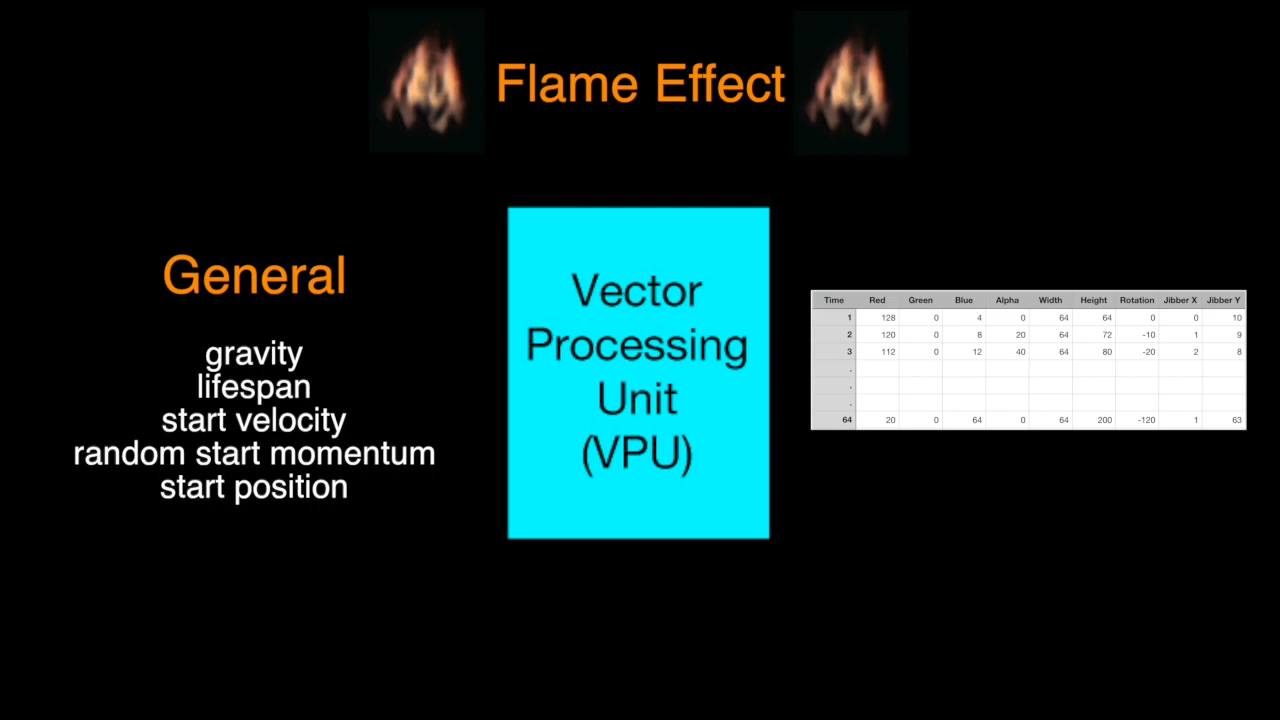 Flame Effect
General
gravity
lifespan
start velocity
random start momentum
start position
Vector
Processing
Unit
(VPU)
Time Red Green Blue Alpha Width Height Rotation Jibber X Jibber Y
1 128 0 4 0 64 64 0 0 10
2 120 0 8 20 64 72 -10 1 9
3 112 0 12 40 64 80 -20 2 8
.
.
.
64 20 0 64 0 64 200 -120 1 63